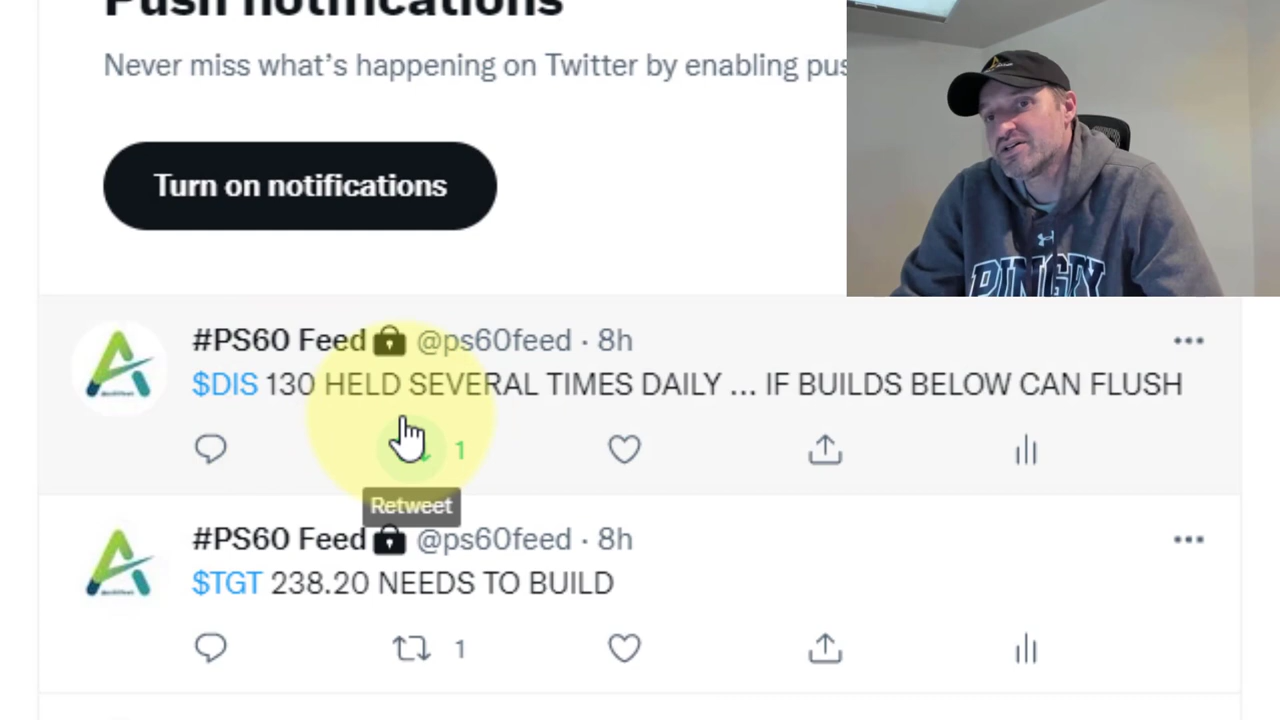 Push notifications
Never miss what's happening on Twitter by enabling pus
Turn on notifications
#PS60 Feed @ps60feed · 8h
$DIS 130 HELD SEVERAL TIMES DAILY ... IF BUILDS BELOW CAN FLUSH
1
Retweet
#PS60 Feed @ps60feed · 8h
$TGT 238.20 NEEDS TO BUILD
1